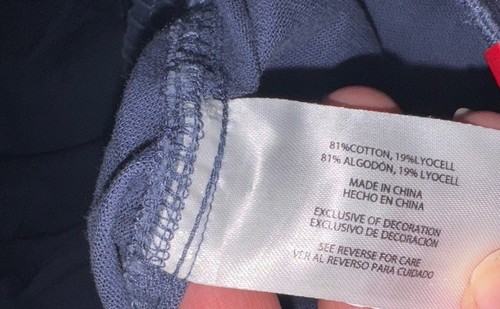 81%COTTON, 19%LYOCELL
81% ALGODÓN, 19% LYOCELL
MADE IN CHINA
HECHO EN CHINA
EXCLUSIVE OF DECORATION
EXCLUSIVO DE DECORACIÓN
SEE REVERSE FOR CARE
VER AL REVERSO PARA CUIDADO